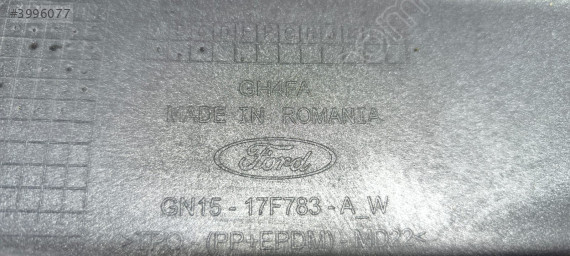 #3996077
GH4FA
MADE IN ROMANIA
Ford
GN15 - 17F783 - A_W
>TPO - (PP+EPDM) - MD22<